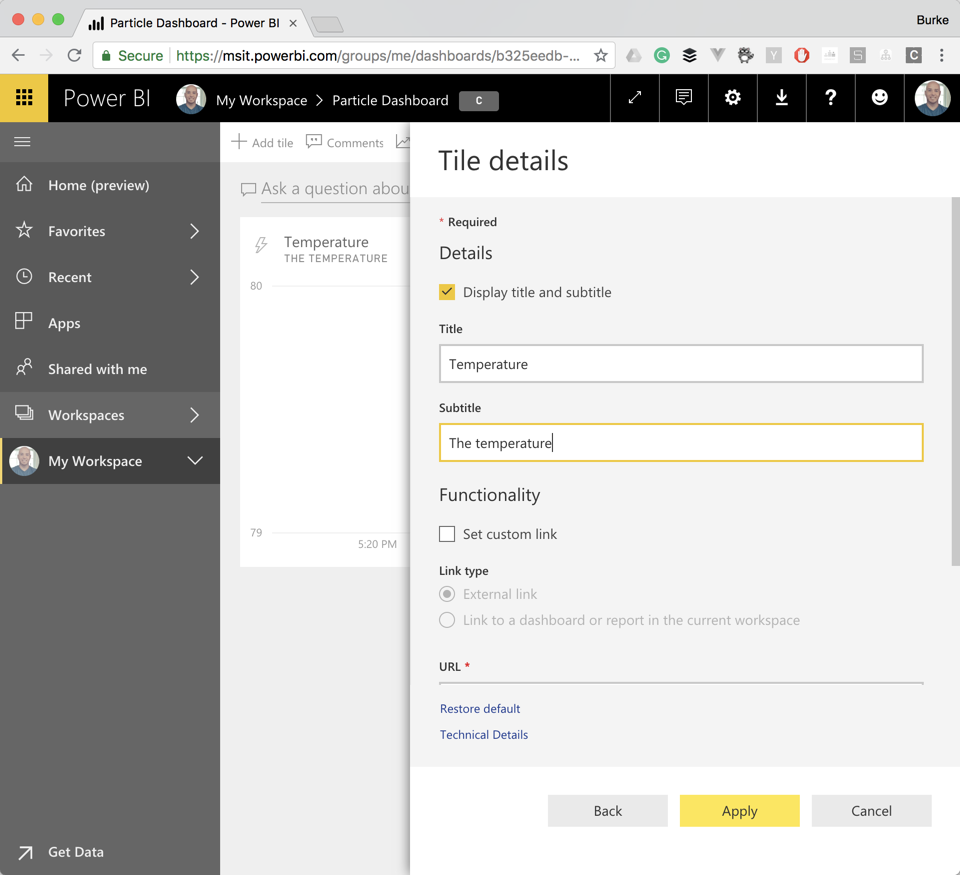 Particle Dashboard - Power BI
Burke
Secure
https://msit.powerbi.com/groups/me/dashboards/b325eedb-...
Power BI
My Workspace > Particle Dashboard
C
Home (preview)
Favorites
Recent
Apps
Shared with me
Workspaces
My Workspace
Get Data
Add tile
Comments
Ask a question abou
Temperature
THE TEMPERATURE
80
79
5:20 PM
Tile details
* Required
Details
Display title and subtitle
Title
Temperature
Subtitle
The temperature
Functionality
Set custom link
Link type
External link
Link to a dashboard or report in the current workspace
URL *
Restore default
Technical Details
Back
Apply
Cancel